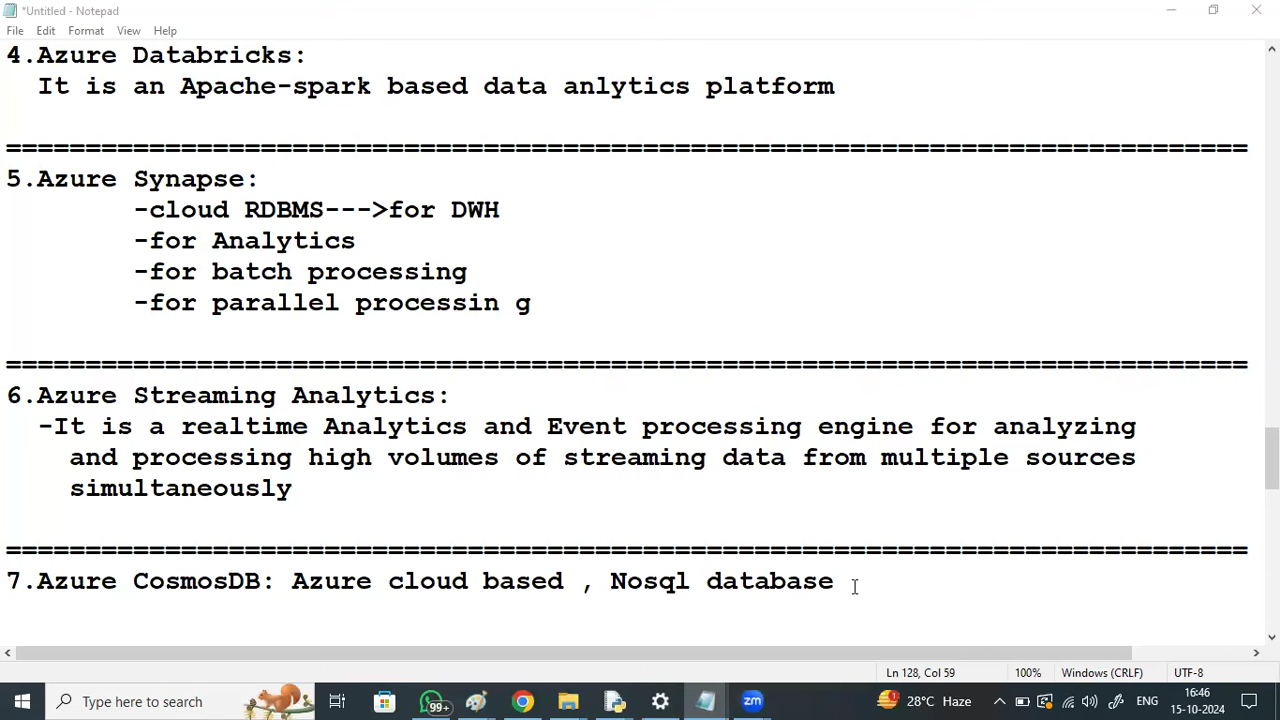 *Untitled - Notepad
File Edit Format View Help
4.Azure Databricks:
It is an Apache-spark based data anlytics platform
==============================================================================
5.Azure Synapse:
-cloud RDBMS--->for DWH
-for Analytics
-for batch processing
-for parallel processin g
==============================================================================
6.Azure Streaming Analytics:
-It is a realtime Analytics and Event processing engine for analyzing
and processing high volumes of streaming data from multiple sources
simultaneously
==============================================================================
7.Azure CosmosDB: Azure cloud based , Nosql database
Ln 128, Col 59 100% Windows (CRLF) UTF-8
Type here to search 99+ zm 1 28°C Haze ENG 16:46
15-10-2024